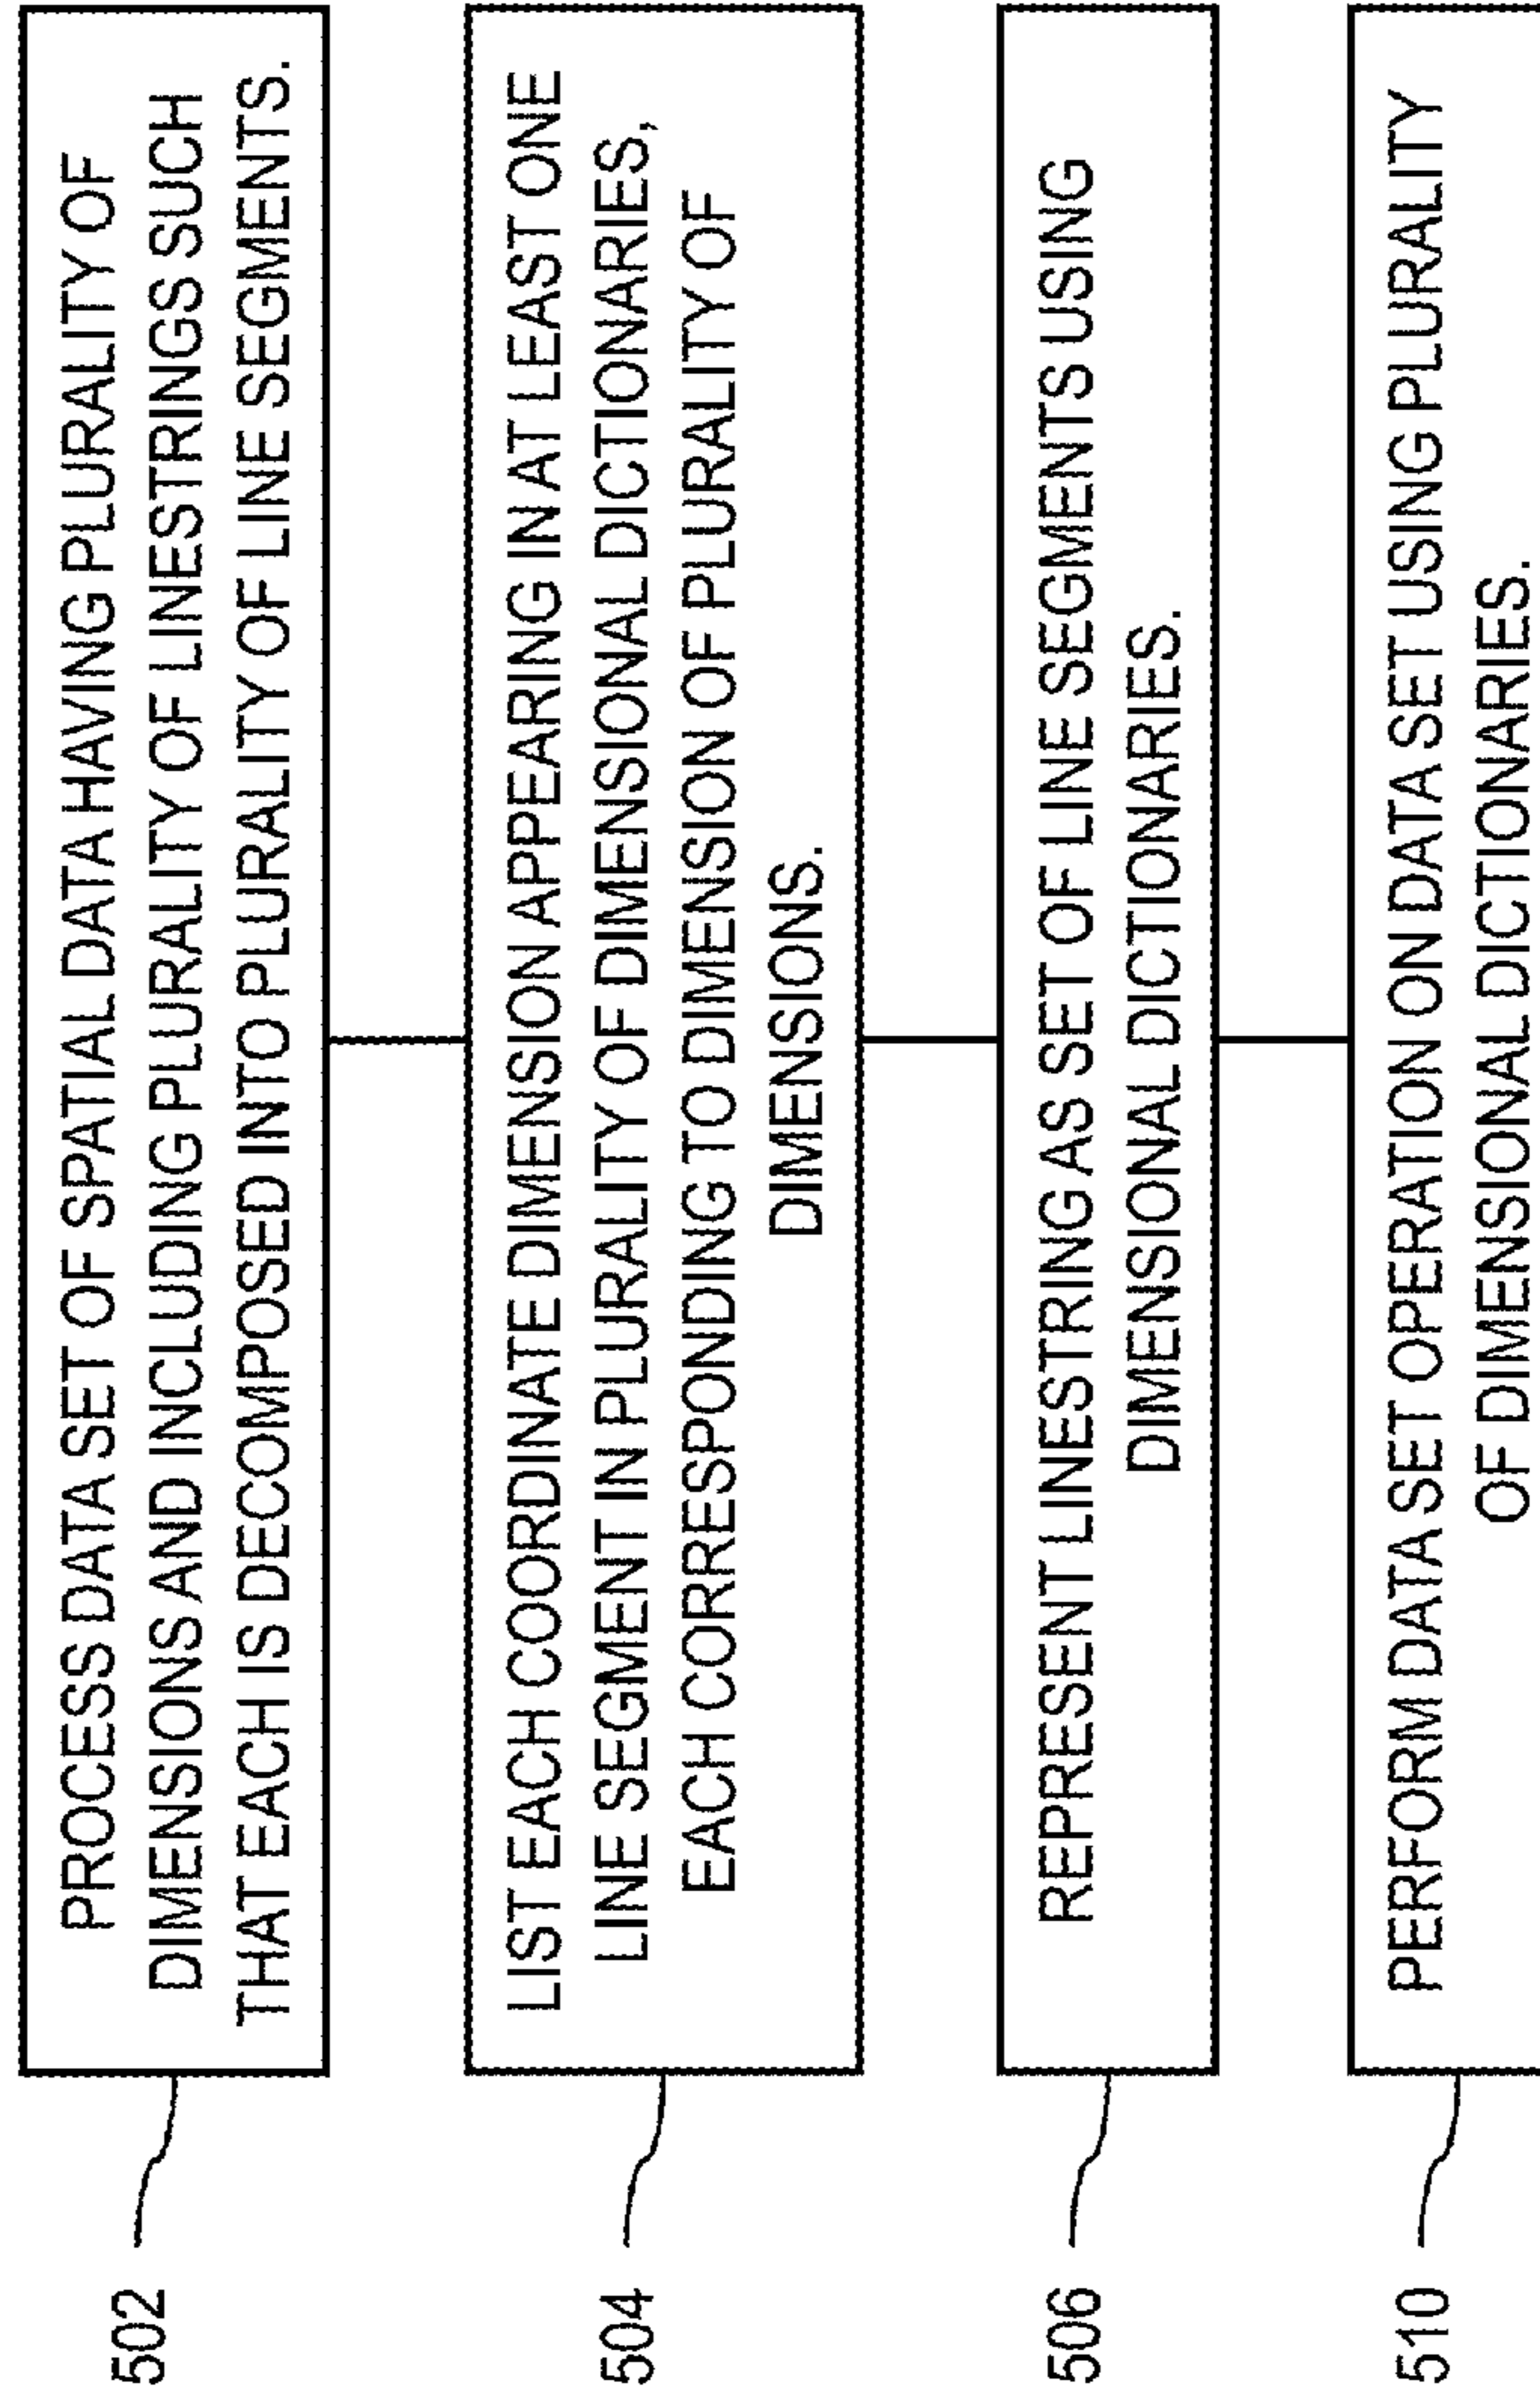 502
PROCESS DATA SET OF SPATIAL DATA HAVING PLURALITY OF
DIMENSIONS AND INCLUDING PLURALITY OF LINESTRINGS SUCH
THAT EACH IS DECOMPOSED INTO PLURALITY OF LINE SEGMENTS.
504
LIST EACH COORDINATE DIMENSION APPEARING IN AT LEAST ONE
LINE SEGMENT IN PLURALITY OF DIMENSIONAL DICTIONARIES,
EACH CORRESPONDING TO DIMENSION OF PLURALITY OF
DIMENSIONS.
506
REPRESENT LINESTRING AS SET OF LINE SEGMENTS USING
DIMENSIONAL DICTIONARIES.
510
PERFORM DATA SET OPERATION ON DATA SET USING PLURALITY
OF DIMENSIONAL DICTIONARIES.